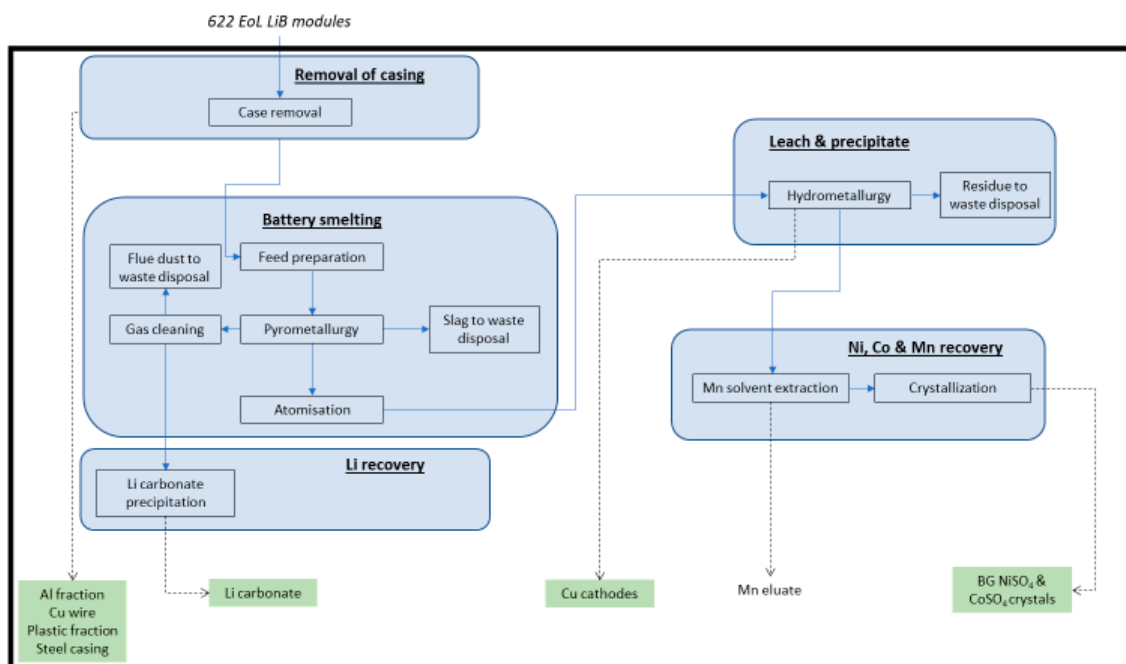 622 EoL LiB modules
Removal of casing
Case removal
Battery smelting
Flue dust to
waste disposal
Feed preparation
Gas cleaning
Pyrometallurgy
Slag to waste
disposal
Atomisation
Li recovery
Li carbonate
precipitation
Leach & precipitate
Hydrometallurgy
Residue to
waste disposal
Ni, Co & Mn recovery
Mn solvent extraction
Crystallization
Al fraction
Cu wire
Plastic fraction
Steel casing
Li carbonate
Cu cathodes
Mn eluate
BG NiSO₄ &
CoSO₄ crystals